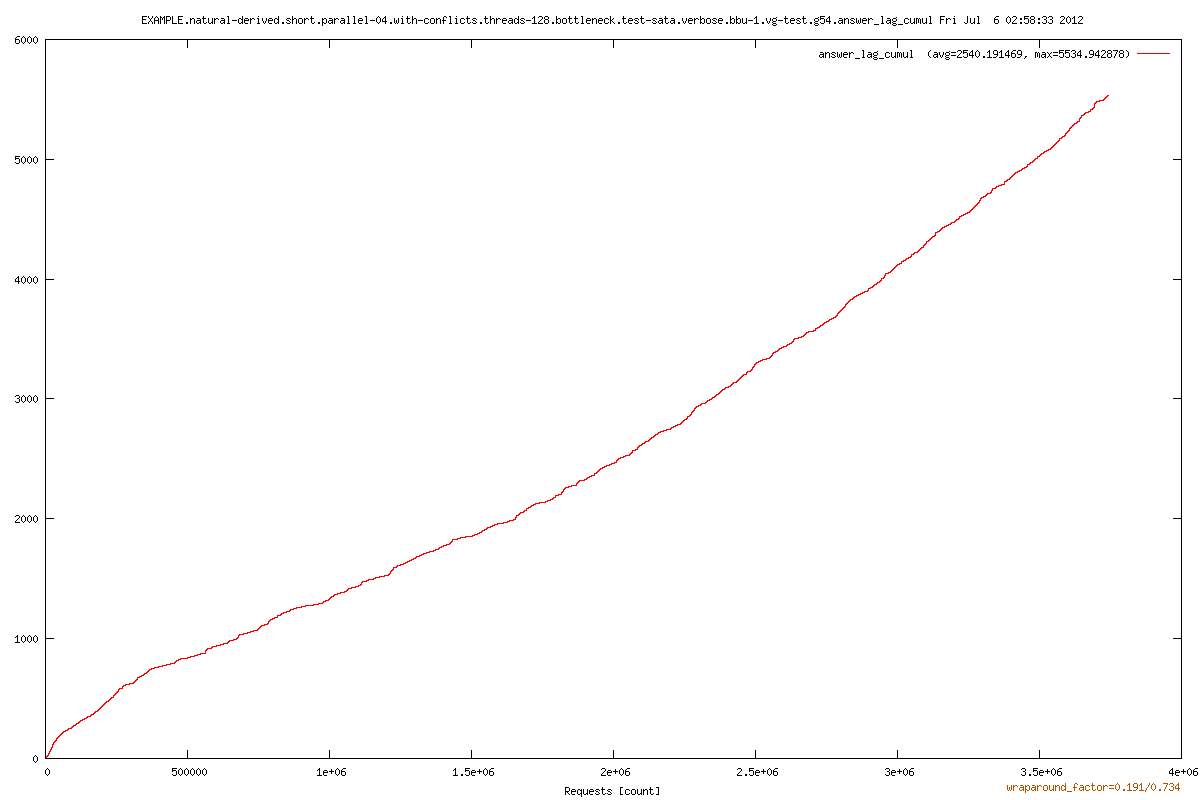 EXAMPLE.natural-derived.short.parallel-04.with-conflicts.threads-128.bottleneck.test-sata.verbose.bbu-1.vg-test.g54.answer_lag_cumul Fri Jul  6 02:58:33 2012
answer_lag_cumul  (avg=2540.191469, max=5534.942878)
6000
5000
4000
3000
2000
1000
0
0 500000 1e+06 1.5e+06 2e+06 2.5e+06 3e+06 3.5e+06 4e+06
Requests [count]
wraparound_factor=0.191/0.734